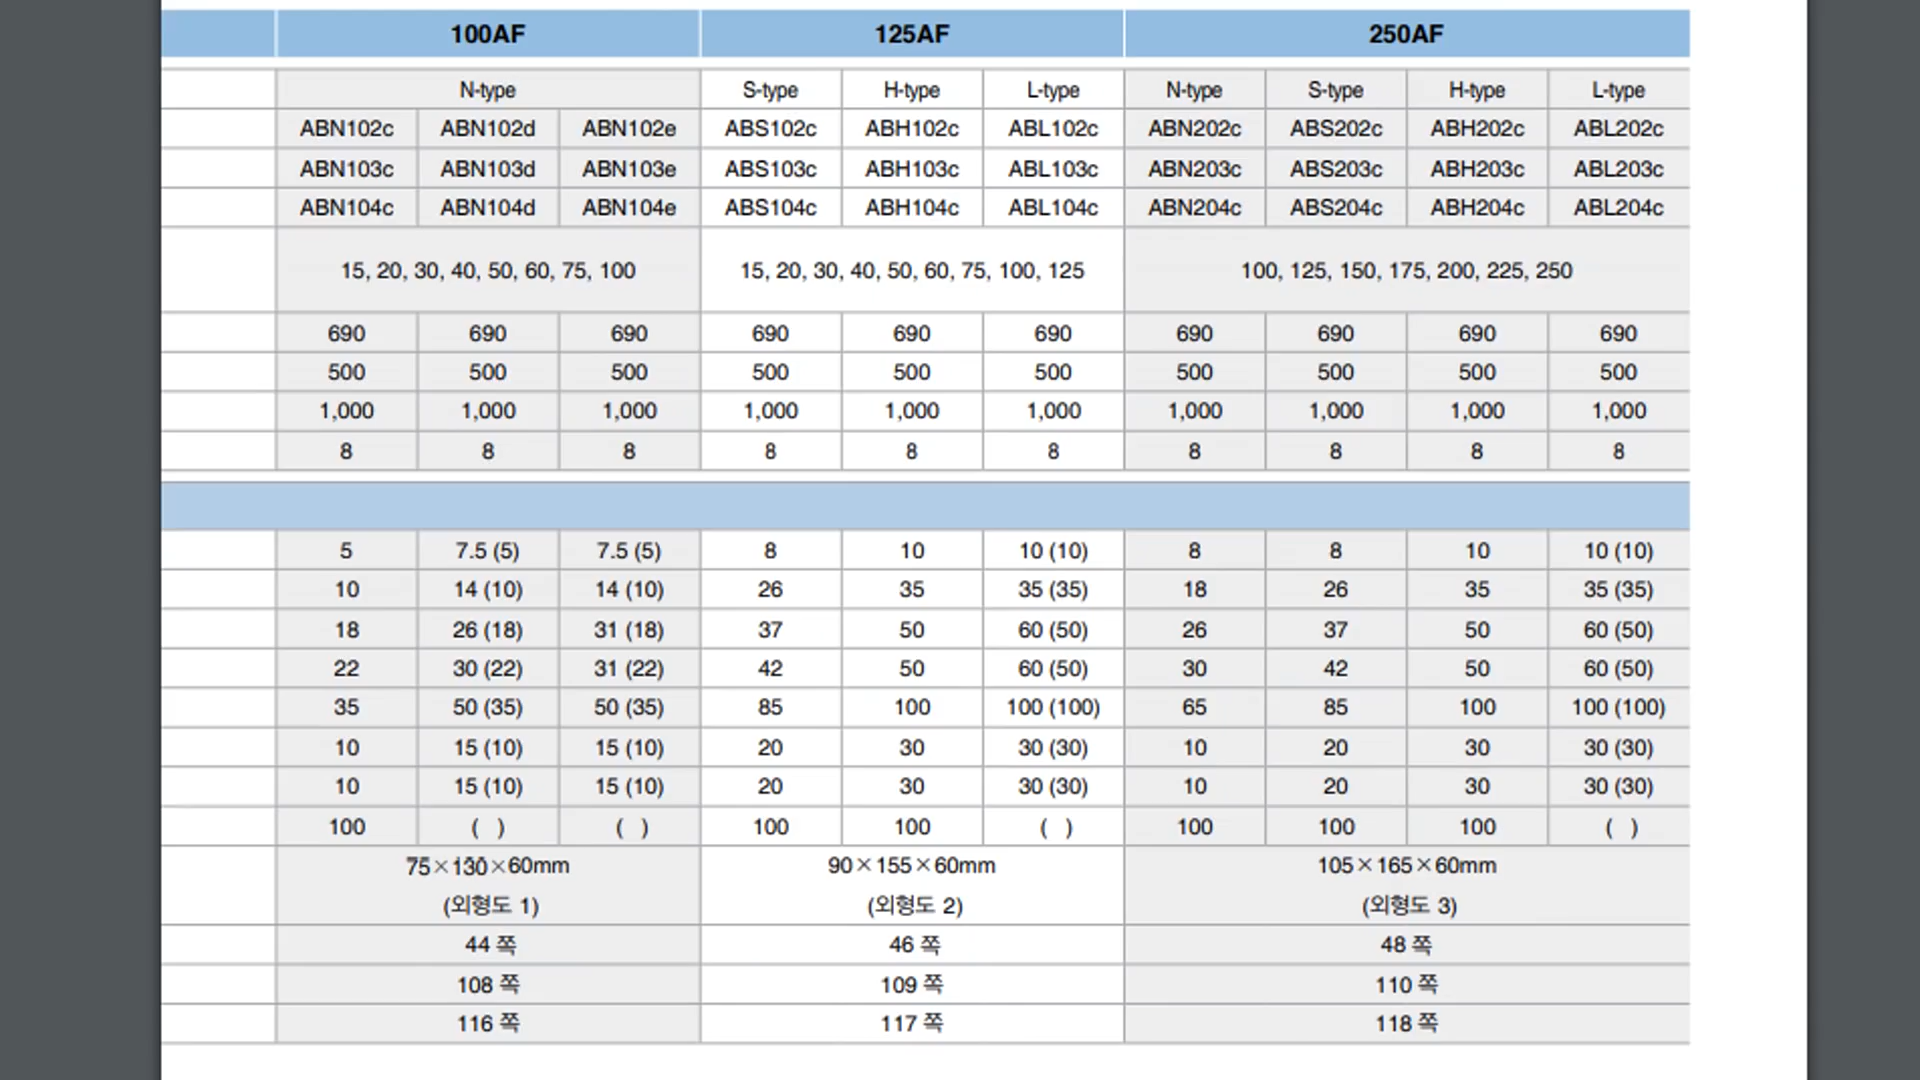 100AF 125AF 250AF
N-type S-type H-type L-type N-type S-type H-type L-type
ABN102c ABN102d ABN102e ABS102c ABH102c ABL102c ABN202c ABS202c ABH202c ABL202c
ABN103c ABN103d ABN103e ABS103c ABH103c ABL103c ABN203c ABS203c ABH203c ABL203c
ABN104c ABN104d ABN104e ABS104c ABH104c ABL104c ABN204c ABS204c ABH204c ABL204c
15, 20, 30, 40, 50, 60, 75, 100 15, 20, 30, 40, 50, 60, 75, 100, 125 100, 125, 150, 175, 200, 225, 250
690 690 690 690 690 690 690 690 690 690
500 500 500 500 500 500 500 500 500 500
1,000 1,000 1,000 1,000 1,000 1,000 1,000 1,000 1,000 1,000
8 8 8 8 8 8 8 8 8 8
5 7.5 (5) 7.5 (5) 8 10 10 (10) 8 8 10 10 (10)
10 14 (10) 14 (10) 26 35 35 (35) 18 26 35 35 (35)
18 26 (18) 31 (18) 37 50 60 (50) 26 37 50 60 (50)
22 30 (22) 31 (22) 42 50 60 (50) 30 42 50 60 (50)
35 50 (35) 50 (35) 85 100 100 (100) 65 85 100 100 (100)
10 15 (10) 15 (10) 20 30 30 (30) 10 20 30 30 (30)
10 15 (10) 15 (10) 20 30 30 (30) 10 20 30 30 (30)
100 ( ) ( ) 100 100 ( ) 100 100 100 ( )
75×130×60mm 90×155×60mm 105×165×60mm
(외형도 1) (외형도 2) (외형도 3)
44 쪽 46 쪽 48 쪽
108 쪽 109 쪽 110 쪽
116 쪽 117 쪽 118 쪽